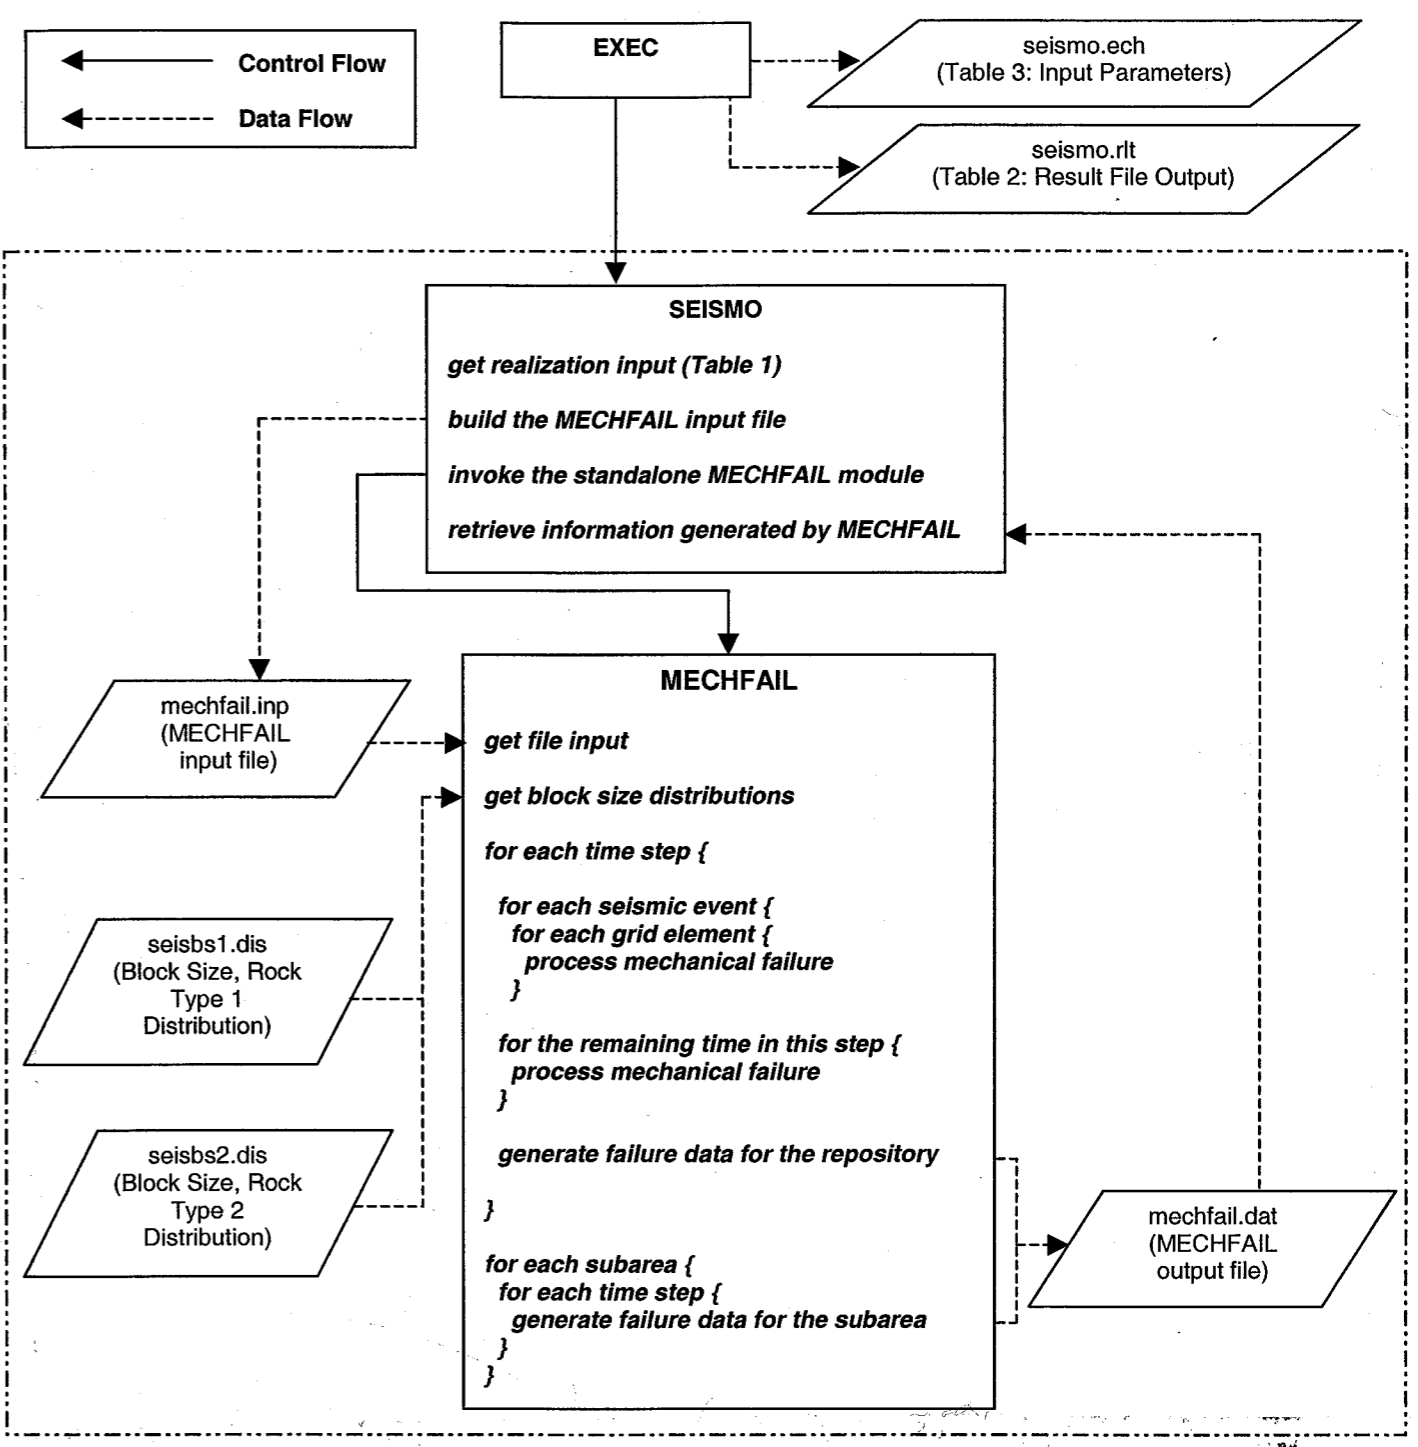 Control Flow
Data Flow
EXEC
seismo.ech
(Table 3: Input Parameters)
seismo.rlt
(Table 2: Result File Output)
SEISMO
get realization input (Table 1)
build the MECHFAIL input file
invoke the standalone MECHFAIL module
retrieve information generated by MECHFAIL
mechfail.inp
(MECHFAIL
input file)
MECHFAIL
get file input
get block size distributions
for each time step {
for each seismic event {
for each grid element {
process mechanical failure
}
for the remaining time in this step {
process mechanical failure
}
generate failure data for the repository
}
for each subarea {
for each time step {
generate failure data for the subarea
}
}
seisbs1.dis
(Block Size, Rock
Type 1
Distribution)
seisbs2.dis
(Block Size, Rock
Type 2
Distribution)
mechfail.dat
(MECHFAIL
output file)